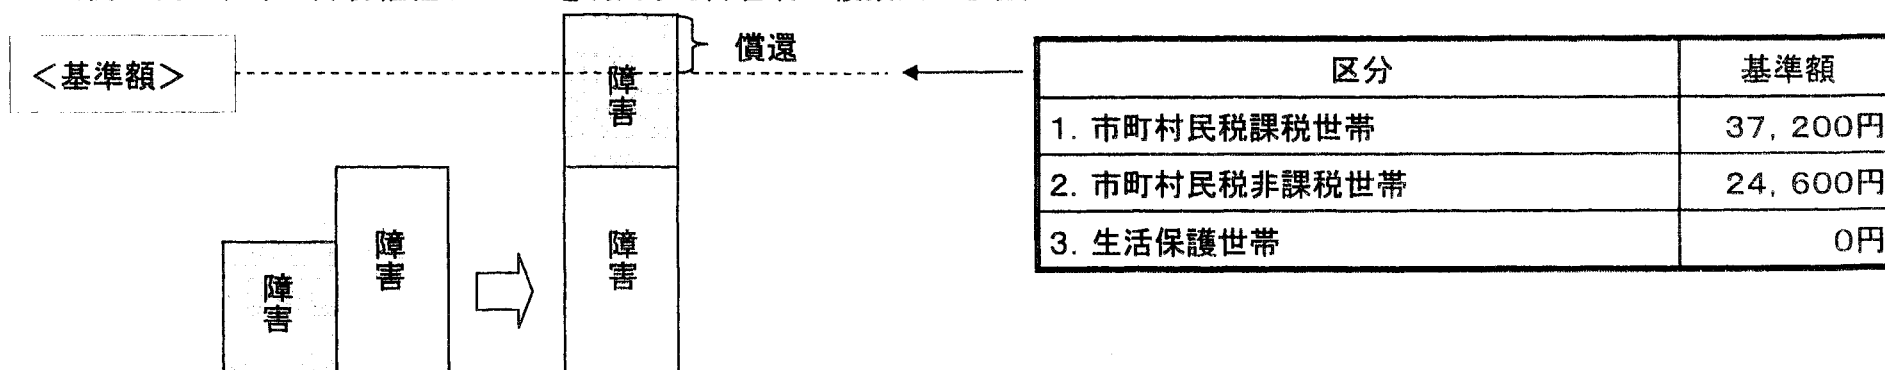 <基準額>
償還
障害
障害
障害
障害
区分 基準額
1. 市町村民税課税世帯 37, 200円
2. 市町村民税非課税世帯 24, 600円
3. 生活保護世帯 0円